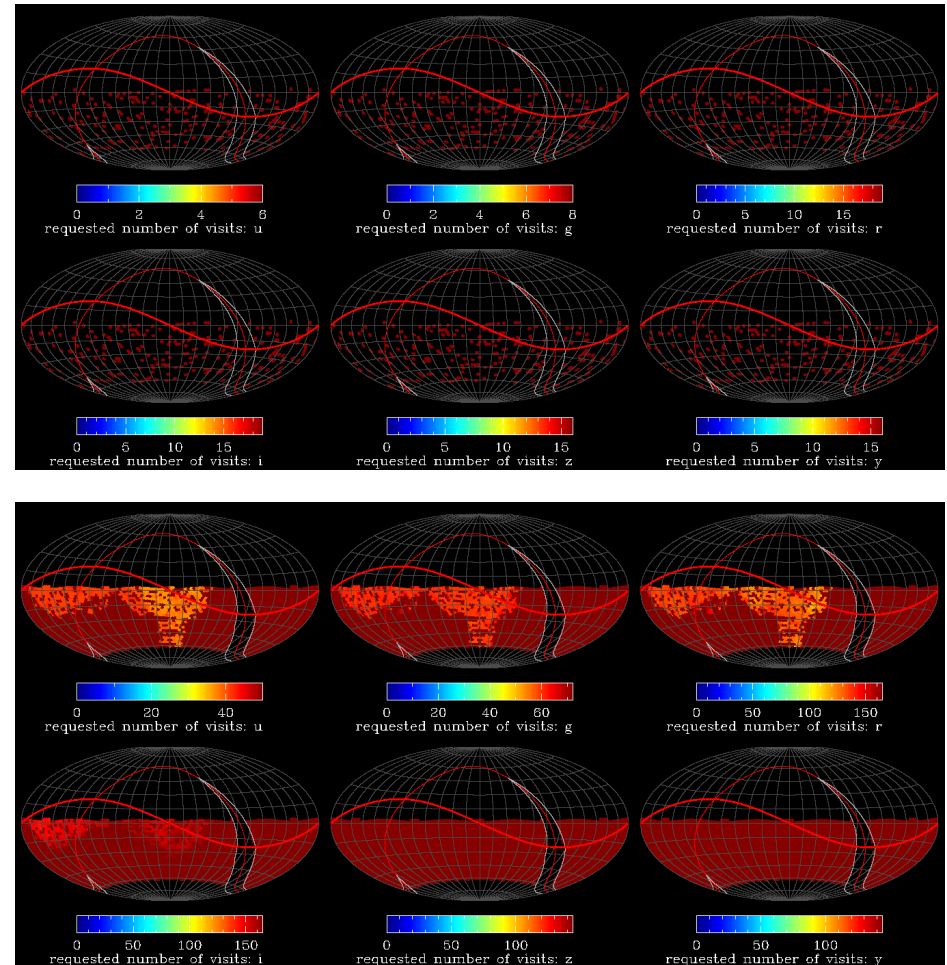 0 2 4 6 0 2 4 6 8 0 5 10 15
requested number of visits: u requested number of visits: g requested number of visits: r
0 5 10 15 0 5 10 15 0 5 10 15
requested number of visits: i requested number of visits: z requested number of visits: y
0 20 40 0 20 40 60 0 50 100 150
requested number of visits: u requested number of visits: g requested number of visits: r
0 50 100 150 0 50 100 0 50 100
requested number of visits: i requested number of visits: z requested number of visits: y